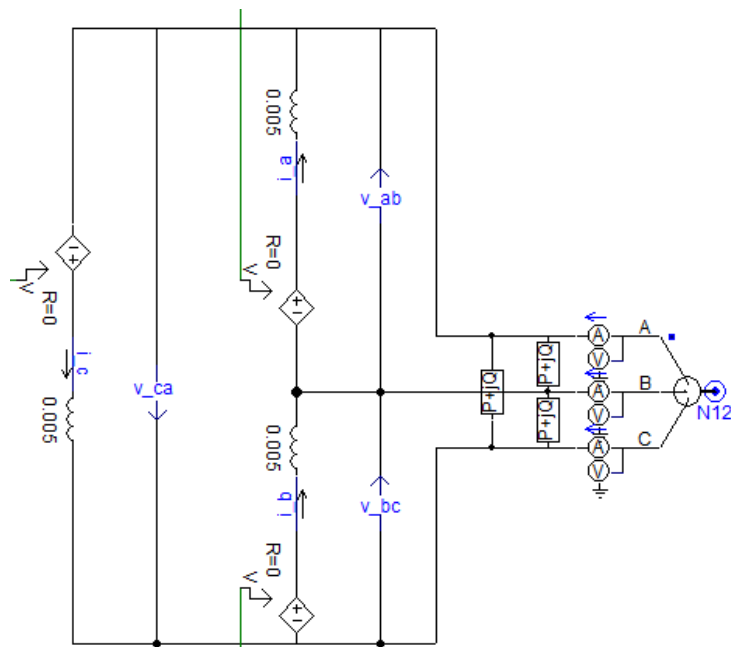 0.005
i_a
v_ab
V
R=0
V
R=0
i_c
0.005
v_ca
0.005
i_b
v_bc
V
R=0
P+jQ
P+jQ
P+jQ
A
V
A
A
V
B
A
V
C
N12